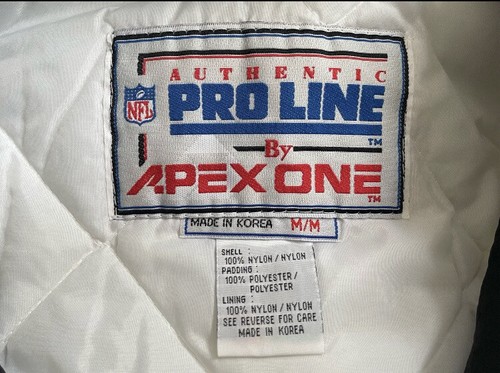 AUTHENTIC
NFL PRO LINE TM
By
APEX ONE TM
MADE IN KOREA M/M
SHELL :
100% NYLON / NYLON
PADDING :
100% POLYESTER /
POLYESTER
LINING :
100% NYLON / NYLON
SEE REVERSE FOR CARE
MADE IN KOREA